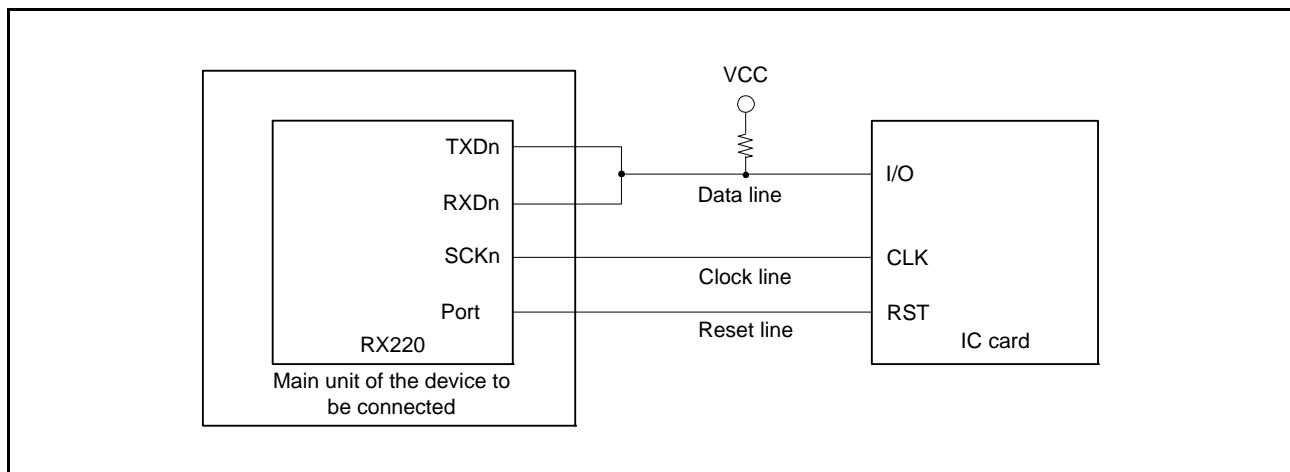 VCC
TXDn
I/O
Data line
RXDn
SCKn
CLK
Clock line
Port
RST
Reset line
RX220
IC card
Main unit of the device to
be connected